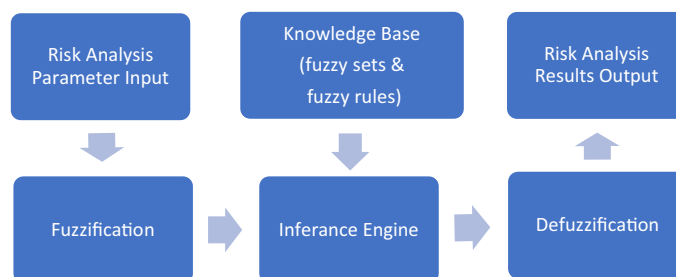 Risk Analysis
Parameter Input
Knowledge Base
(fuzzy sets &
fuzzy rules)
Risk Analysis
Results Output
Fuzzification
Inferance Engine
Defuzzification